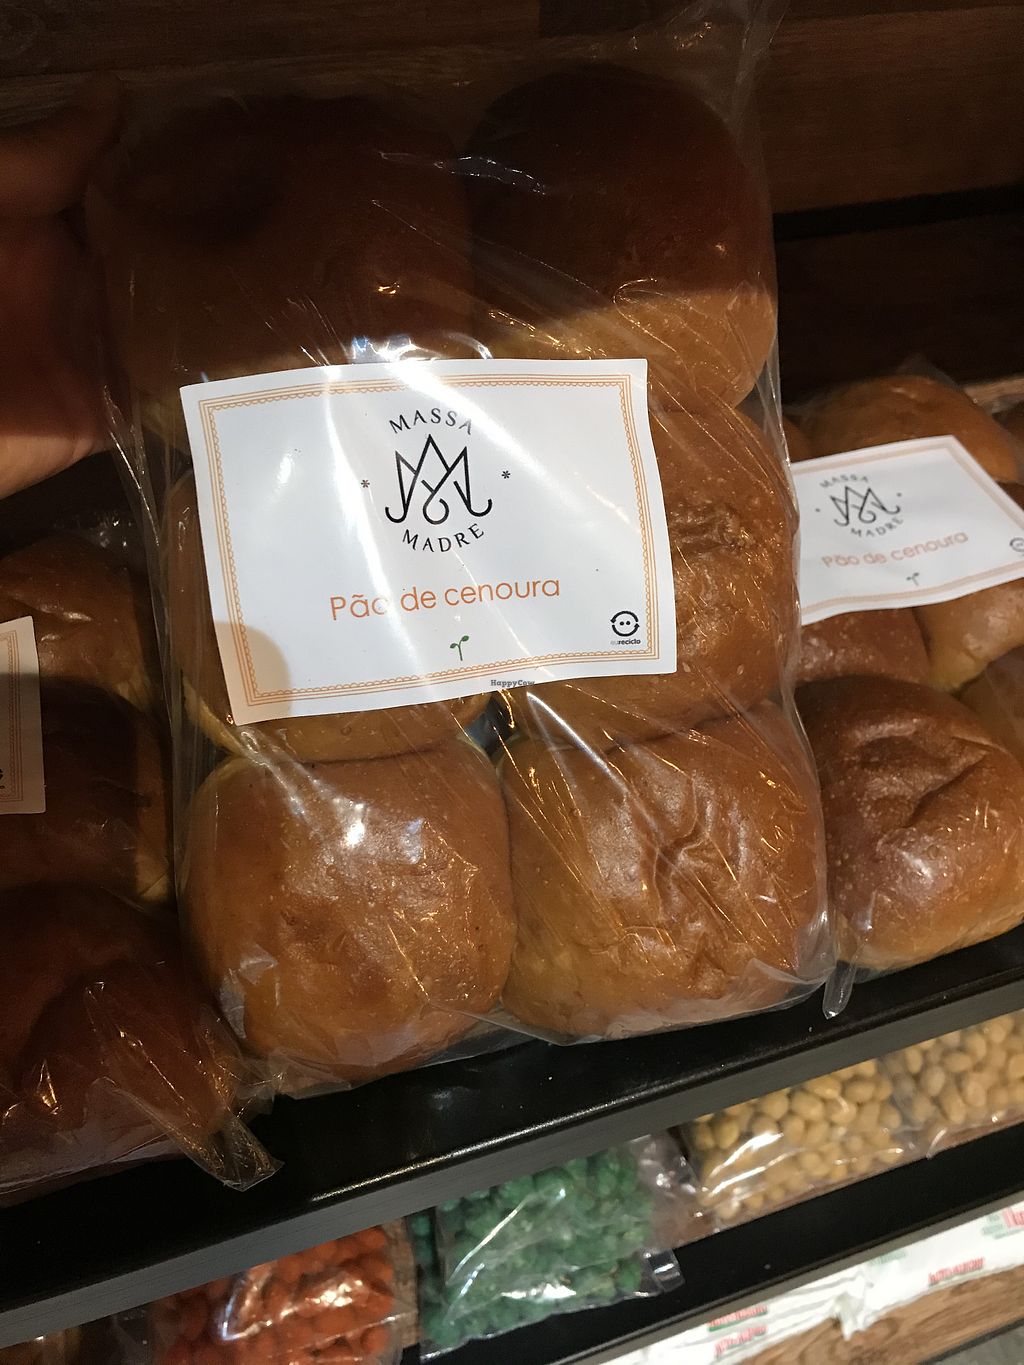 MASSA
MADRE
Pão de cenoura
eureciclo
HappyCow
MASSA
MADRE
Pão de cenoura